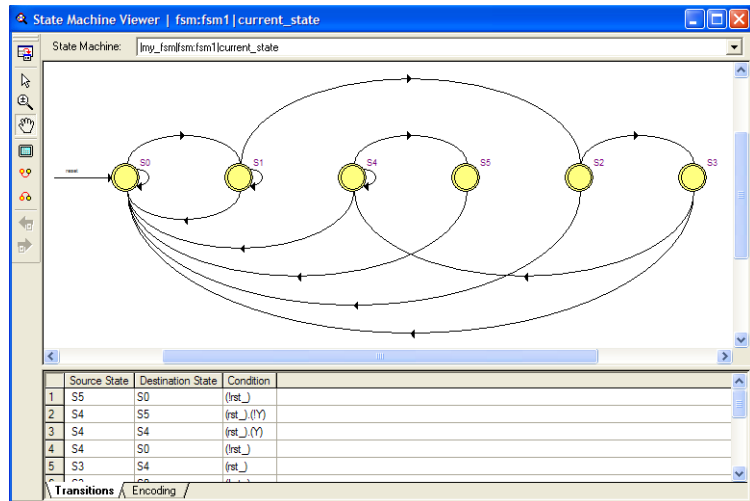 State Machine Viewer | fsm:fsm1|current_state
State Machine: |my_fsm|fsm:fsm1|current_state
reset S0 S1 S4 S5 S2 S3
Source State Destination State Condition
1 S5 S0 (!rst_)
2 S4 S5 (rst_).(!Y)
3 S4 S4 (rst_).(Y)
4 S4 S0 (!rst_)
5 S3 S4 (rst_)
Transitions Encoding